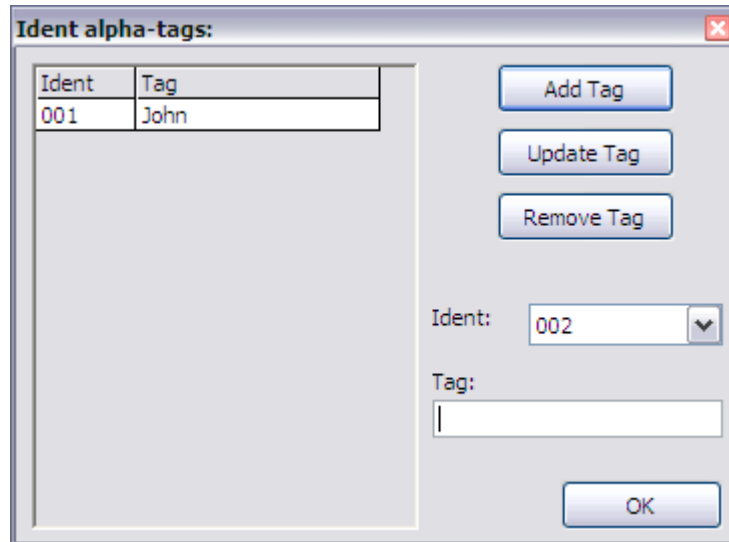 Ident alpha-tags:
Ident Tag
001 John
Add Tag
Update Tag
Remove Tag
Ident: 002
Tag:
OK